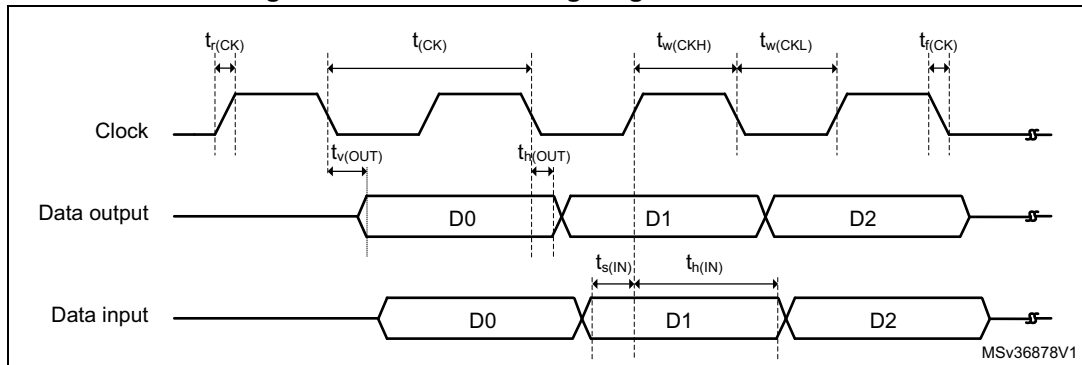 tr(CK) t(CK) tw(CKH) tw(CKL) tf(CK)
Clock
tv(OUT) th(OUT)
Data output D0 D1 D2
ts(IN) th(IN)
Data input D0 D1 D2
MSv36878V1